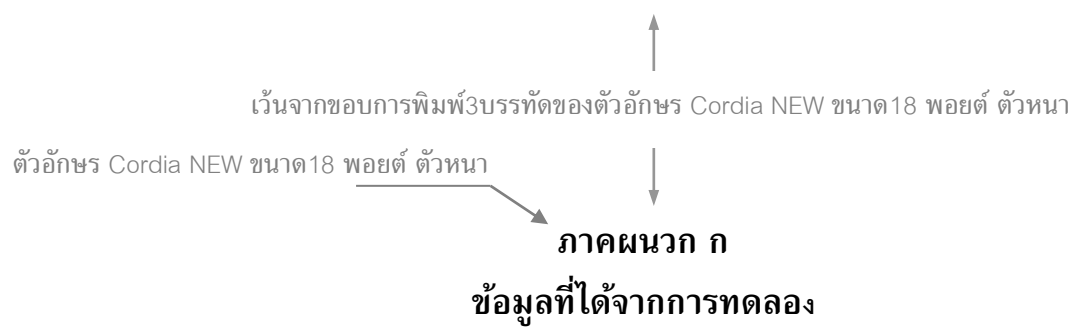 เว้นจากขอบการพิมพ์3บรรทัดของตัวอักษร Cordia NEW ขนาด18 พอยต์ ตัวหนา
ตัวอักษร Cordia NEW ขนาด18 พอยต์ ตัวหนา
ภาคผนวก ก
ข้อมูลที่ได้จากการทดลอง